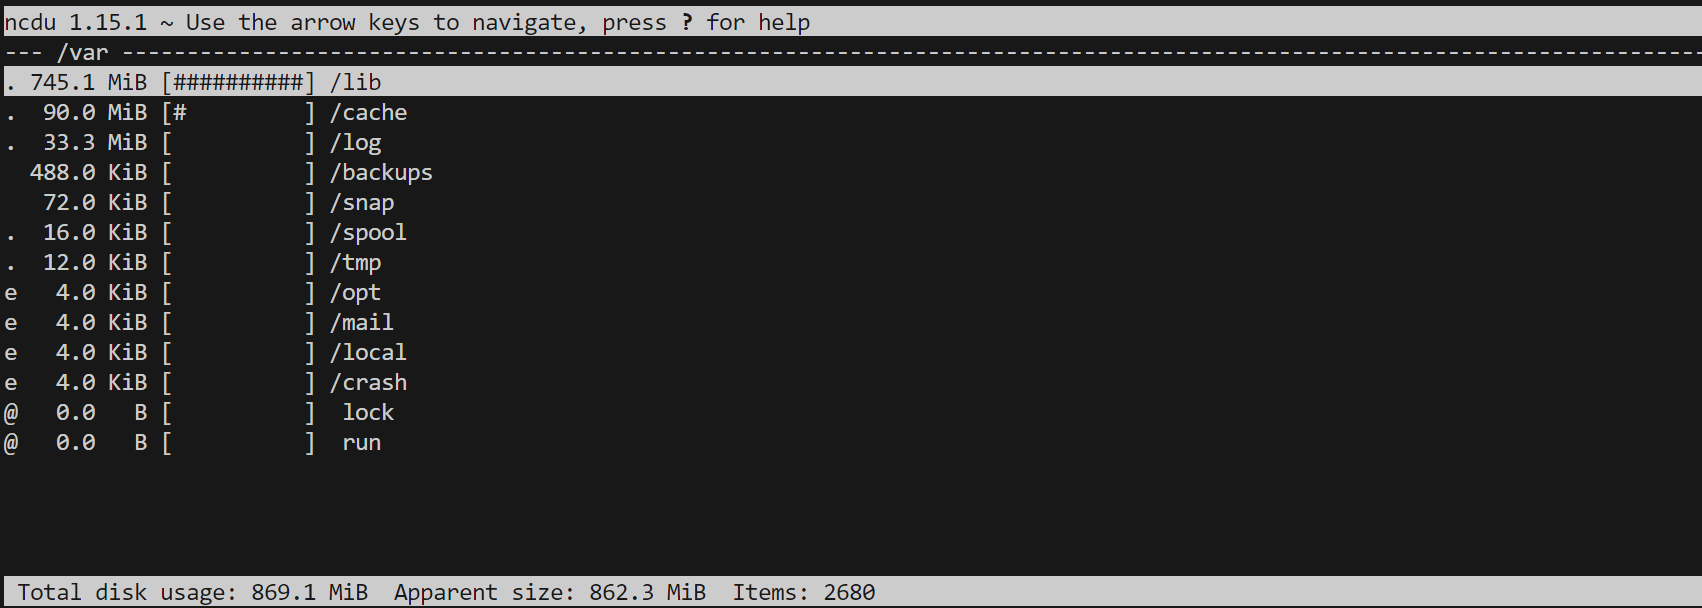 ncdu 1.15.1 ~ Use the arrow keys to navigate, press ? for help
--- /var --------------------------------------------------------------------------------------------------------------------------
. 745.1 MiB [##########] /lib
.  90.0 MiB [#         ] /cache
.  33.3 MiB [          ] /log
  488.0 KiB [          ] /backups
   72.0 KiB [          ] /snap
.  16.0 KiB [          ] /spool
.  12.0 KiB [          ] /tmp
e   4.0 KiB [          ] /opt
e   4.0 KiB [          ] /mail
e   4.0 KiB [          ] /local
e   4.0 KiB [          ] /crash
@   0.0   B [          ]  lock
@   0.0   B [          ]  run
 Total disk usage: 869.1 MiB  Apparent size: 862.3 MiB  Items: 2680